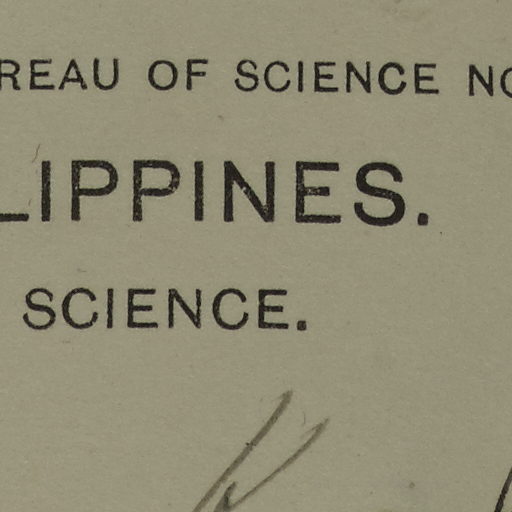 REAU OF SCIENCE NO
LIPPINES.
SCIENCE.